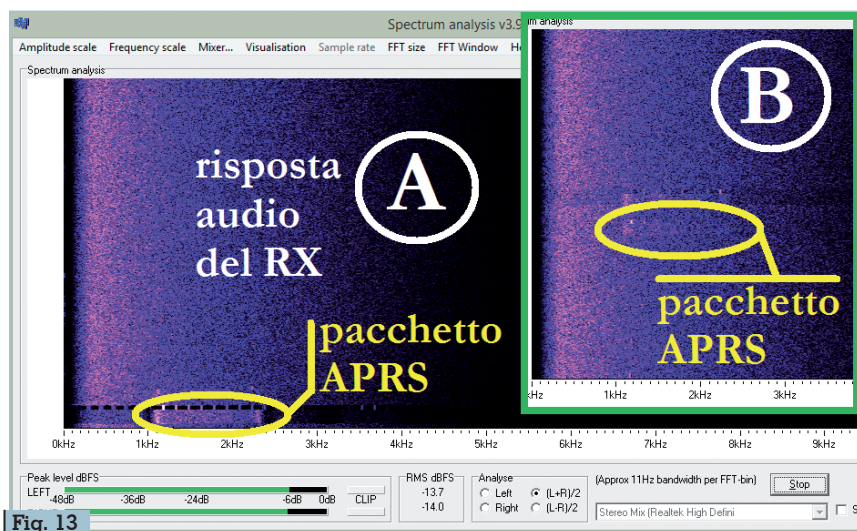 Spectrum analysis v3.9
Amplitude scale Frequency scale Mixer... Visualisation Sample rate FFT size FFT Window
Spectrum analysis
risposta
audio
del RX
A
pacchetto
APRS
0kHz 1kHz 2kHz 3kHz 4kHz 5kHz 6kHz 7kHz 8kHz 9kHz
analysis
B
pacchetto
APRS
kHz 1kHz 2kHz 3kHz
Peak level dBFS
LEFT
-48dB -36dB -24dB -6dB 0dB CLIP
RMS dBFS
-13.7
-14.0
Analyse
Left (L+R)/2
Right (L-R)/2
(Approx 11Hz bandwidth per FFT-bin) Stop
Stereo Mix (Realtek High Defini
Fig. 13